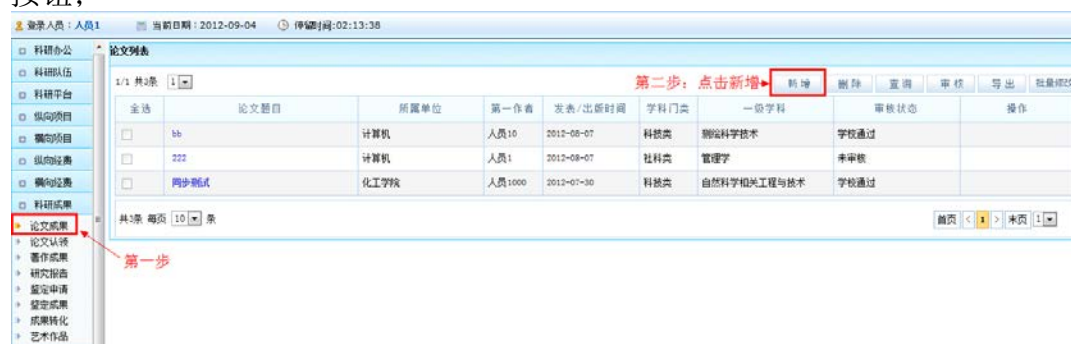 按钮;
登录人员：人员1 当前日期：2012-09-04 停留时间:02:13:38
科研办公
科研队伍
科研平台
纵向项目
横向项目
纵向经费
横向经费
科研成果
论文成果
论文认领
著作成果
研究报告
鉴定申请
鉴定成果
成果转化
艺术作品
论文列表
1/1 共3条 1 第二步：点击新增 新增 删除 查询 审核 导出 批量修改
全选 论文题目 所属单位 第一作者 发表/出版时间 学科门类 一级学科 审核状态 操作
bb 计算机 人员10 2012-08-07 科技类 测绘科学技术 学校通过
222 计算机 人员1 2012-08-07 社科类 管理学 未审核
同步测试 化工学院 人员1000 2012-07-30 科技类 自然科学相关工程与技术 学校通过
共3条 每页 10 条 首页 < 1 > 末页 1
第一步